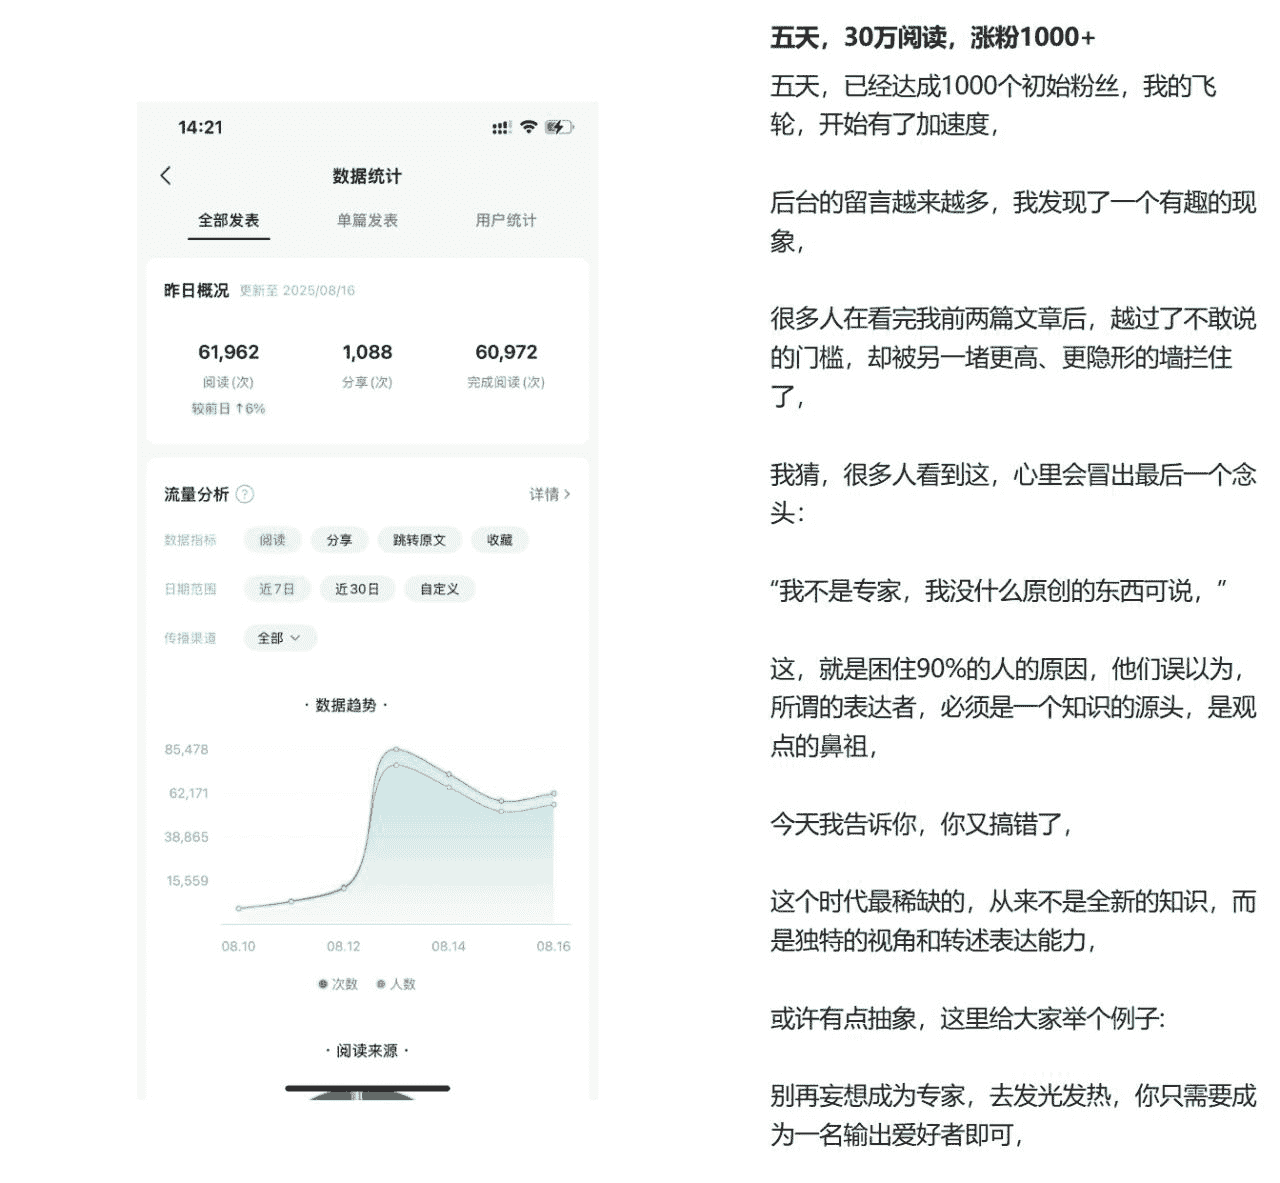 14:21
数据统计
全部发表 单篇发表 用户统计
昨日概况 更新至 2025/08/16
61,962 1,088 60,972
阅读(次) 分享(次) 完成阅读(次)
较前日 ↑6%
流量分析 ? 详情 >
数据指标 阅读 分享 跳转原文 收藏
日期范围 近7日 近30日 自定义
传播渠道 全部
· 数据趋势 ·
85,478
62,171
38,865
15,559
08.10 08.12 08.14 08.16
次数 人数
· 阅读来源 ·
五天，30万阅读，涨粉1000+
五天，已经达成1000个初始粉丝，我的飞
轮，开始有了加速度，
后台的留言越来越多，我发现了一个有趣的现
象，
很多人在看完我前两篇文章后，越过了不敢说
的门槛，却被另一堵更高、更隐形的墙拦住
了，
我猜，很多人看到这，心里会冒出最后一个念
头：
“我不是专家，我没什么原创的东西可说，”
这，就是困住90%的人的原因，他们误以为，
所谓的表达者，必须是一个知识的源头，是观
点的鼻祖，
今天我告诉你，你又搞错了，
这个时代最稀缺的，从来不是全新的知识，而
是独特的视角和转述表达能力，
或许有点抽象，这里给大家举个例子:
别再妄想成为专家，去发光发热，你只需要成
为一名输出爱好者即可，